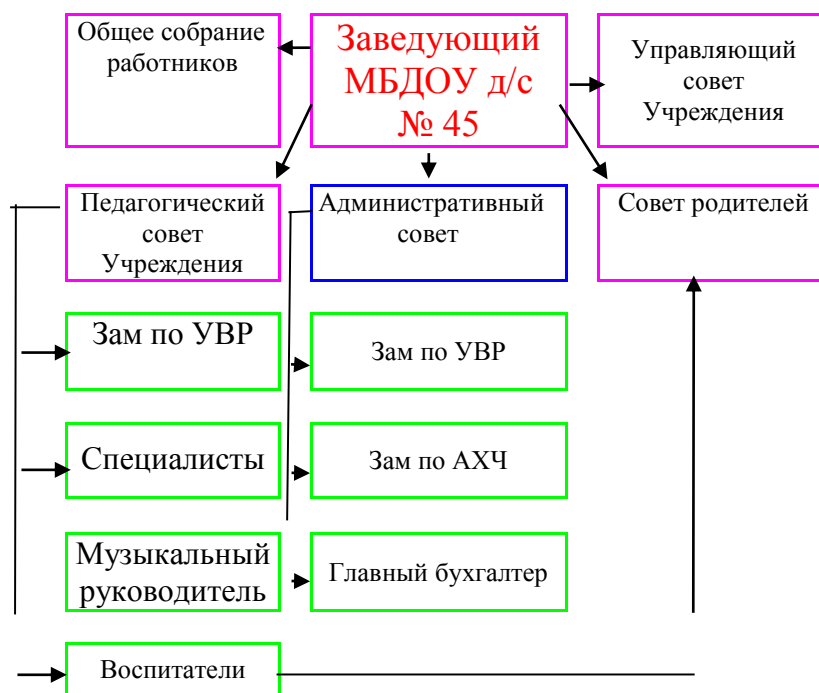 Общее собрание
работников
Заведующий
МБДОУ д/с
№ 45
Управляющий
совет
Учреждения
Педагогический
совет
Учреждения
Административный
совет
Совет родителей
Зам по УВР
Зам по УВР
Специалисты
Зам по АХЧ
Музыкальный
руководитель
Главный бухгалтер
Воспитатели